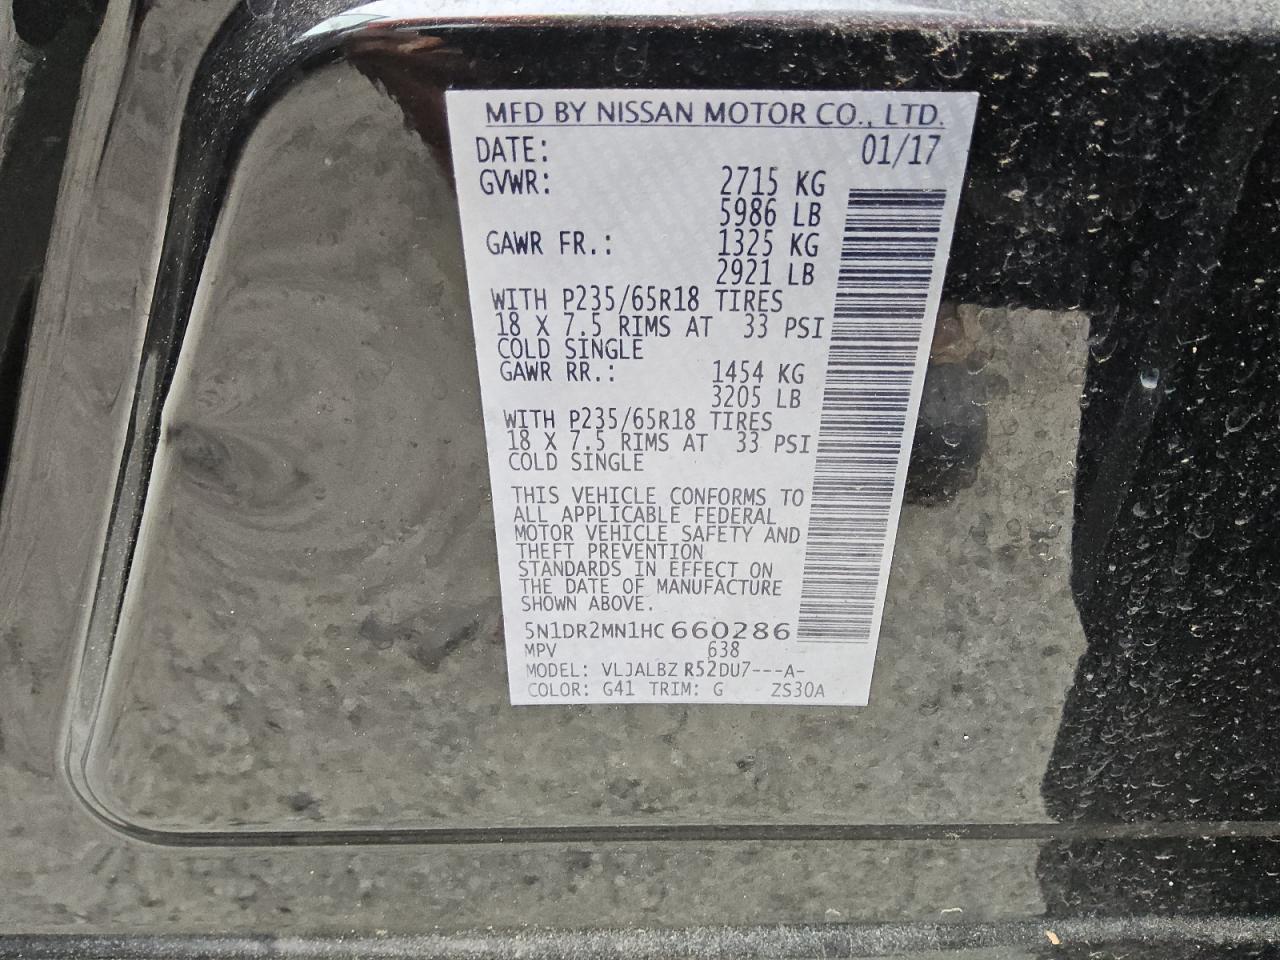 MFD BY NISSAN MOTOR CO., LTD.
DATE: 01/17
GVWR: 2715 KG
5986 LB
GAWR FR.: 1325 KG
2921 LB
WITH P235/65R18 TIRES
18 X 7.5 RIMS AT 33 PSI
COLD SINGLE
GAWR RR.: 1454 KG
3205 LB
WITH P235/65R18 TIRES
18 X 7.5 RIMS AT 33 PSI
COLD SINGLE
THIS VEHICLE CONFORMS TO
ALL APPLICABLE FEDERAL
MOTOR VEHICLE SAFETY AND
THEFT PREVENTION
STANDARDS IN EFFECT ON
THE DATE OF MANUFACTURE
SHOWN ABOVE.
5N1DR2MN1HC660286
MPV 638
MODEL: VLJALBZ R52DU7---A-
COLOR: G41 TRIM: G ZS30A